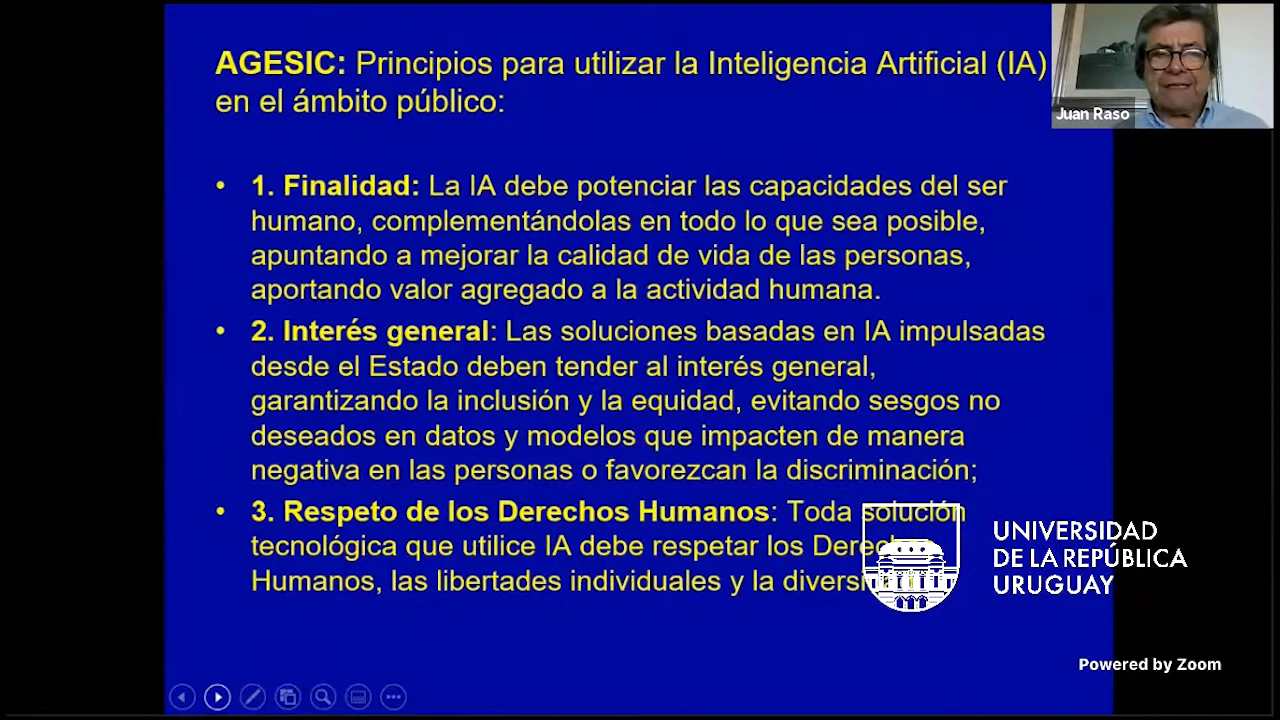 AGESIC: Principios para utilizar la Inteligencia Artificial (IA)
en el ámbito público:
Juan Raso
• 1. Finalidad: La IA debe potenciar las capacidades del ser
humano, complementándolas en todo lo que sea posible,
apuntando a mejorar la calidad de vida de las personas,
aportando valor agregado a la actividad humana.
• 2. Interés general: Las soluciones basadas en IA impulsadas
desde el Estado deben tender al interés general,
garantizando la inclusión y la equidad, evitando sesgos no
deseados en datos y modelos que impacten de manera
negativa en las personas o favorezcan la discriminación;
• 3. Respeto de los Derechos Humanos: Toda solución
tecnológica que utilice IA debe respetar los
Humanos, las libertades individuales y la
UNIVERSIDAD
DE LA REPÚBLICA
URUGUAY
Powered by Zoom